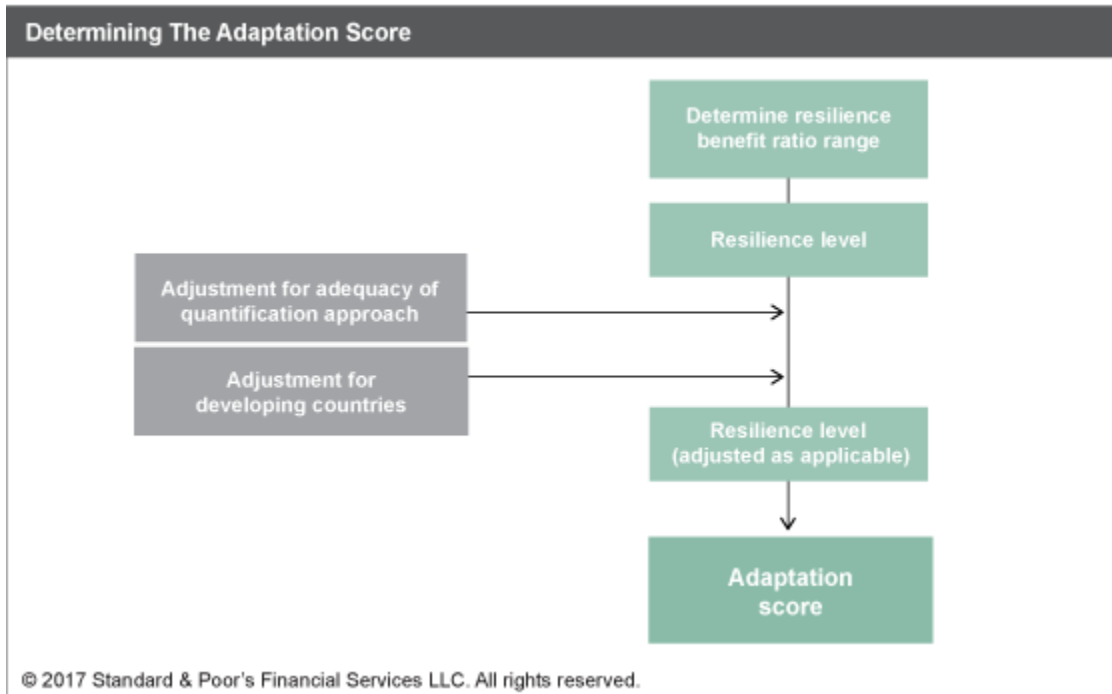 Determining The Adaptation Score
Determine resilience
benefit ratio range
Resilience level
Adjustment for adequacy of
quantification approach
Adjustment for
developing countries
Resilience level
(adjusted as applicable)
Adaptation
score
© 2017 Standard & Poor's Financial Services LLC. All rights reserved.